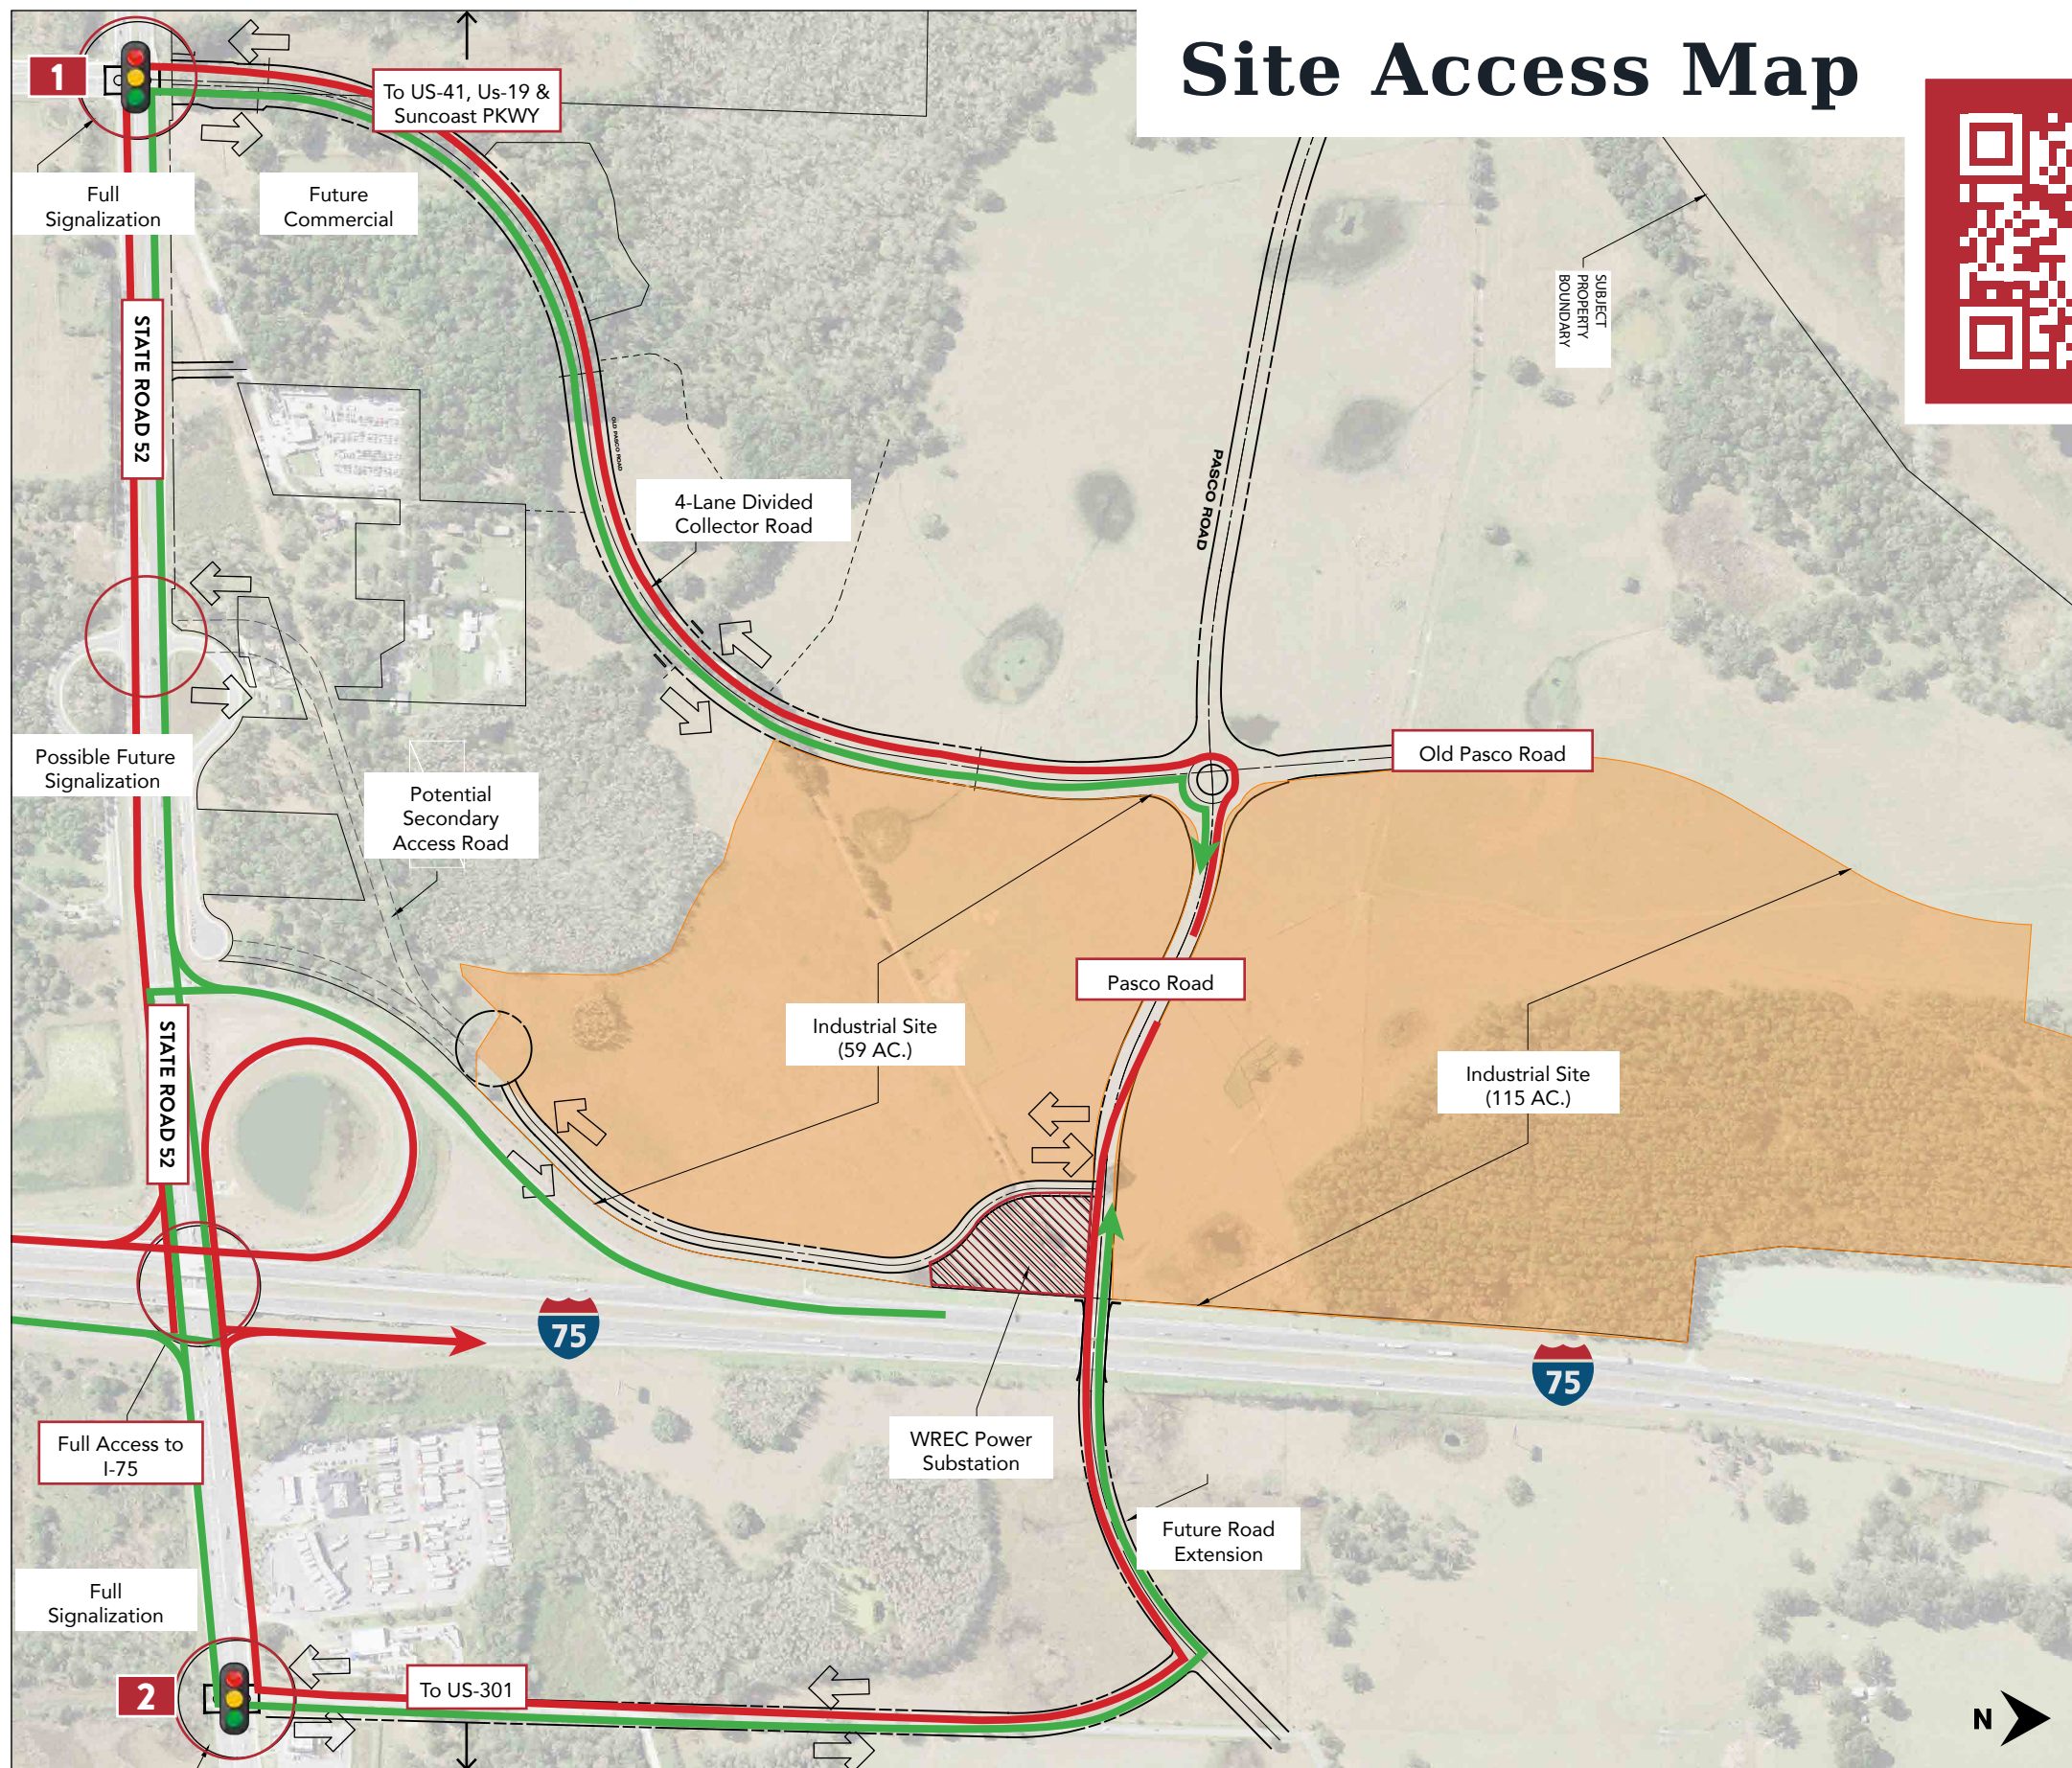 Site Access Map
1
To US-41, Us-19 &
Suncoast PKWY
Full
Signalization
Future
Commercial
SUBJECT
PROPERTY
BOUNDARY
STATE ROAD 52
OLD PASCO ROAD
PASCO ROAD
4-Lane Divided
Collector Road
Possible Future
Signalization
Old Pasco Road
Potential
Secondary
Access Road
Pasco Road
Industrial Site
(59 AC.)
Industrial Site
(115 AC.)
STATE ROAD 52
75
75
Full Access to
I-75
WREC Power
Substation
Future Road
Extension
Full
Signalization
2
To US-301
N